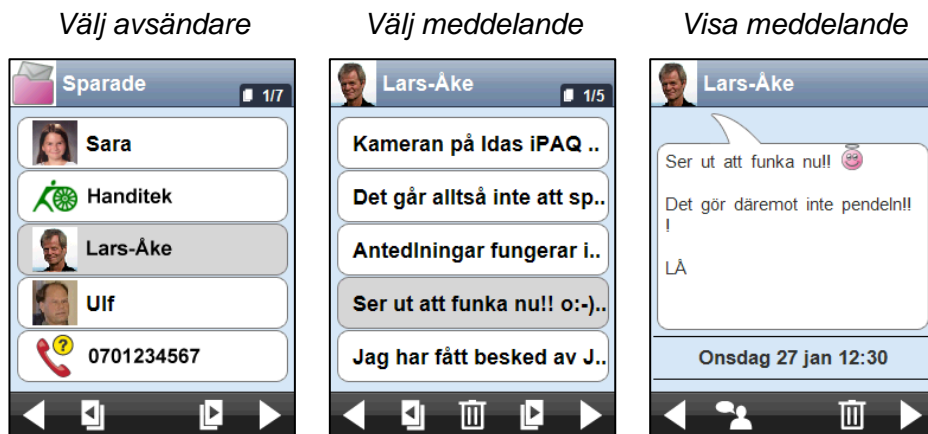 Välj avsändare
Välj meddelande
Visa meddelande
Sparade
1/7
Sara
Handitek
Lars-Åke
Ulf
?
0701234567
Lars-Åke
1/5
Kameran på Idas iPAQ ..
Det går alltså inte att sp..
Antedlningar fungerar i..
Ser ut att funka nu!! o:-)..
Jag har fått besked av J..
Lars-Åke
Ser ut att funka nu!!
Det gör däremot inte pendeln!!
!
LÅ
Onsdag 27 jan 12:30